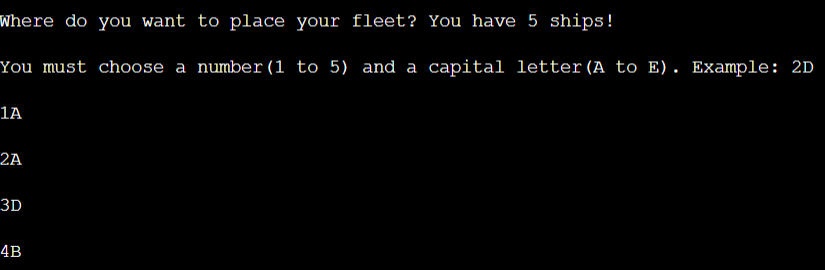 Where do you want to place your fleet? You have 5 ships!
You must choose a number(1 to 5) and a capital letter(A to E). Example: 2D
1A
2A
3D
4B